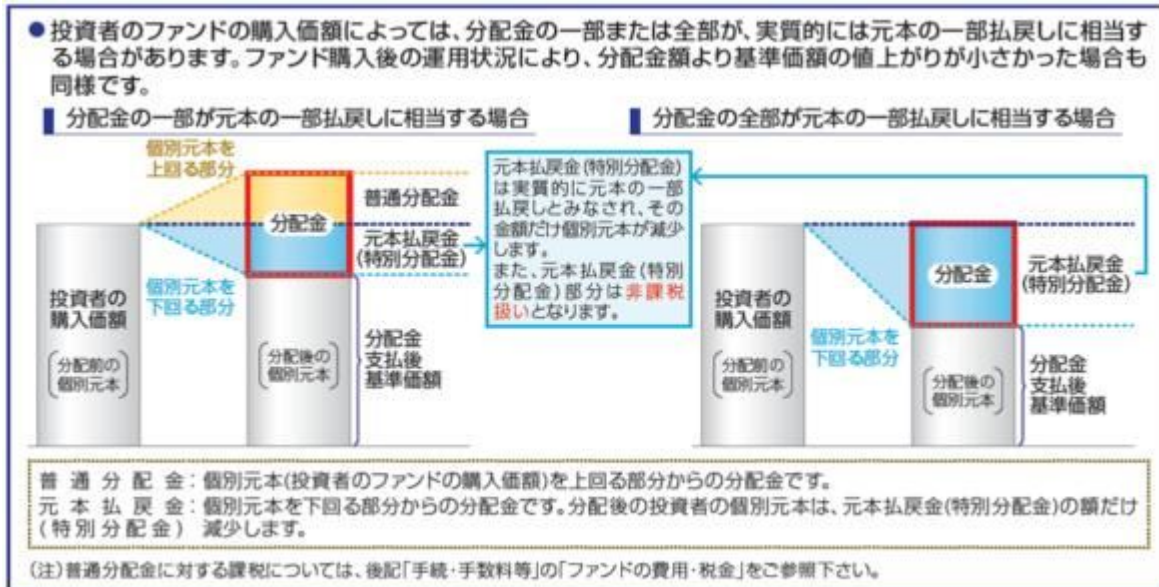 ●投資者のファンドの購入価額によっては、分配金の一部または全部が、実質的には元本の一部払戻しに相当す
る場合があります。ファンド購入後の運用状況により、分配金額より基準価額の値上がりが小さかった場合も
同様です。
分配金の一部が元本の一部払戻しに相当する場合
個別元本を
上回る部分
普通分配金
分配金
元本払戻金
(特別分配金)
個別元本を
下回る部分
投資者の
購入価額
(分配前の
個別元本)
(分配後の
個別元本)
分配金
支払後
基準価額
元本払戻金(特別分配金)
は実質的に元本の一部
払戻しとみなされ、その
金額だけ個別元本が減少
します。
また、元本払戻金(特別
分配金)部分は非課税
扱いとなります。
分配金の全部が元本の一部払戻しに相当する場合
分配金
元本払戻金
(特別分配金)
投資者の
購入価額
個別元本を
下回る部分
(分配前の
個別元本)
(分配後の
個別元本)
分配金
支払後
基準価額
普通分配金：個別元本(投資者のファンドの購入価額)を上回る部分からの分配金です。
元本払戻金：個別元本を下回る部分からの分配金です。分配後の投資者の個別元本は、元本払戻金(特別分配金)の額だけ
(特別分配金) 減少します。
(注)普通分配金に対する課税については、後記「手続・手数料等」の「ファンドの費用・税金」をご参照下さい。